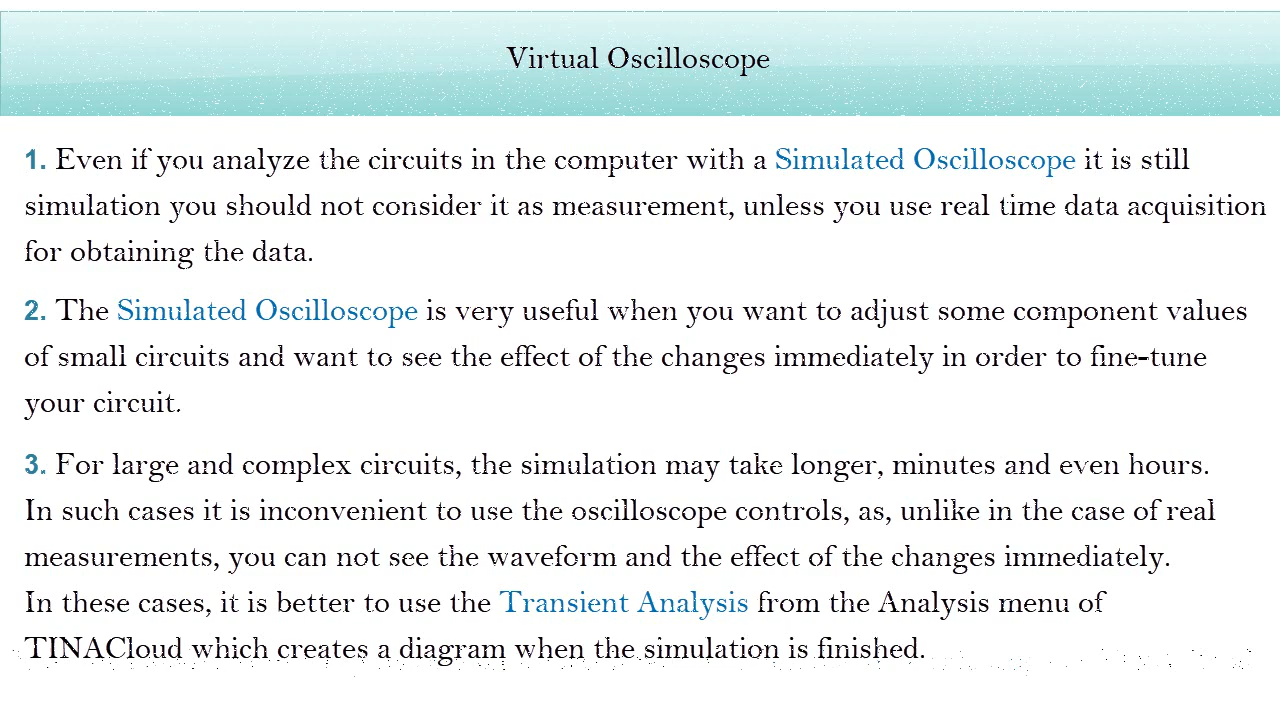 Virtual Oscilloscope
1. Even if you analyze the circuits in the computer with a Simulated Oscilloscope it is still
simulation you should not consider it as measurement, unless you use real time data acquisition
for obtaining the data.
2. The Simulated Oscilloscope is very useful when you want to adjust some component values
of small circuits and want to see the effect of the changes immediately in order to fine-tune
your circuit.
3. For large and complex circuits, the simulation may take longer, minutes and even hours.
In such cases it is inconvenient to use the oscilloscope controls, as, unlike in the case of real
measurements, you can not see the waveform and the effect of the changes immediately.
In these cases, it is better to use the Transient Analysis from the Analysis menu of
TINACloud which creates a diagram when the simulation is finished.